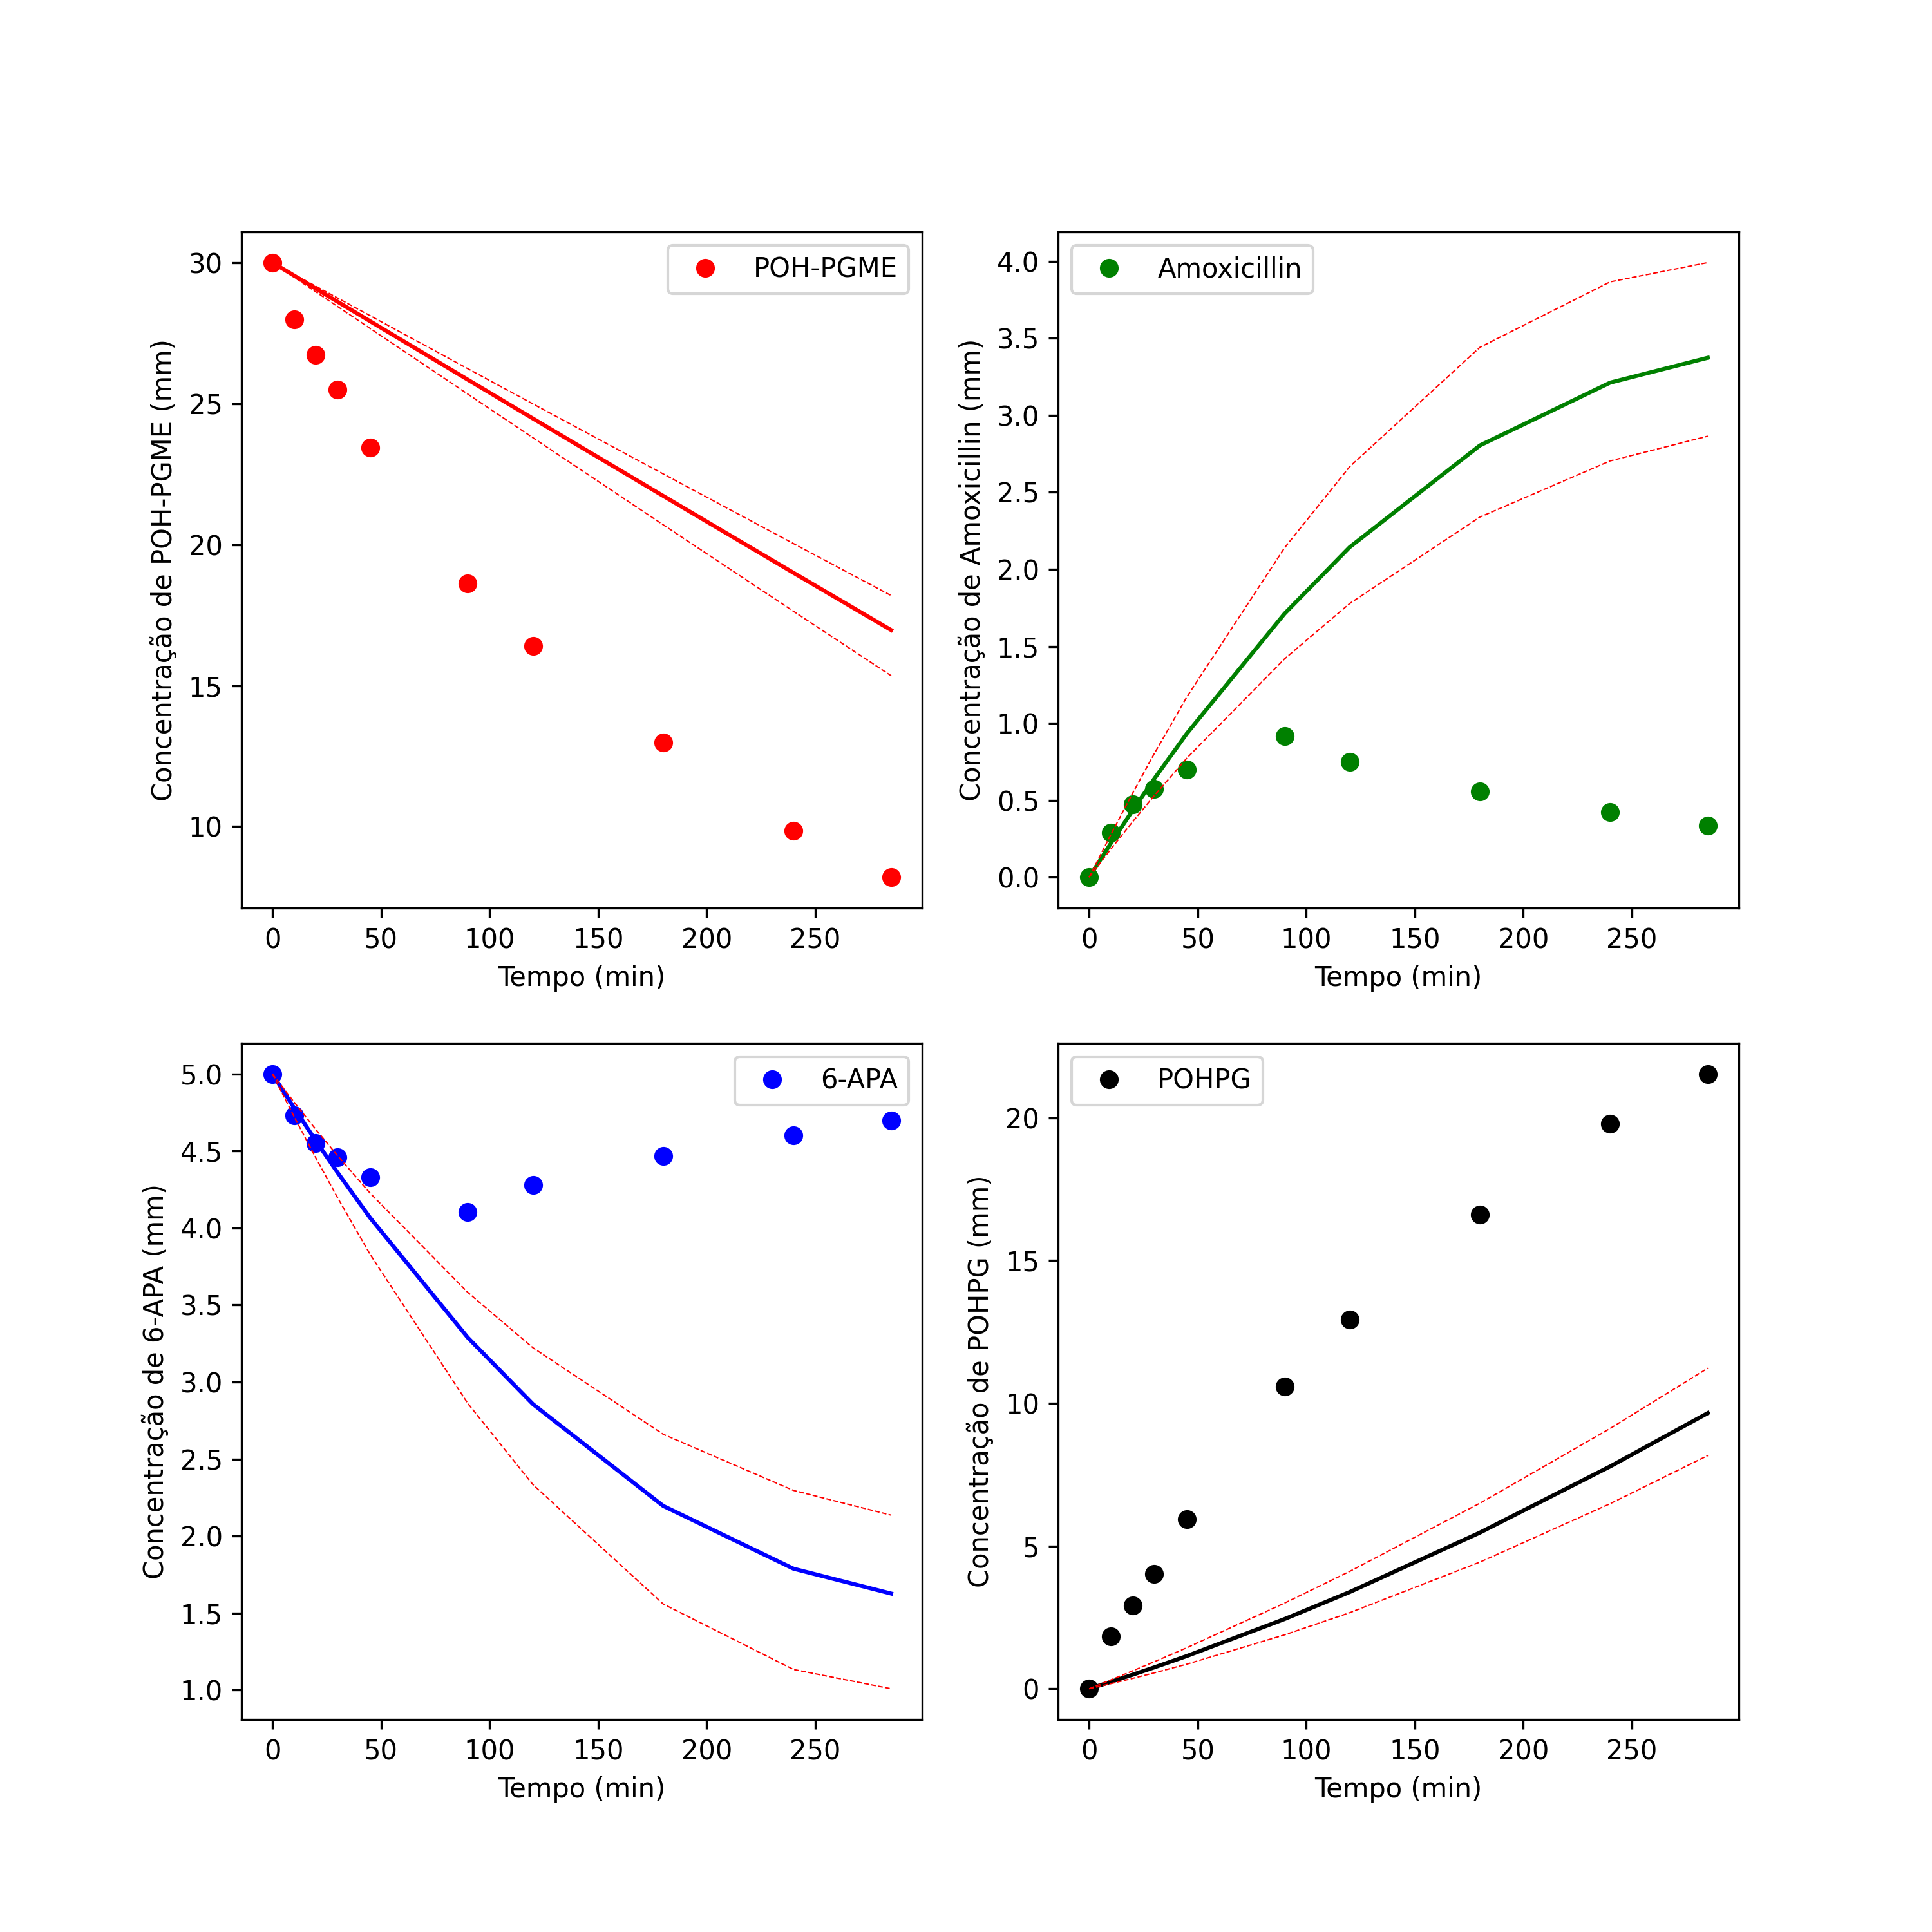 POH-PGME
30
25
20
15
10
Concentração de POH-PGME (mm)
0 50 100 150 200 250
Tempo (min)
Amoxicillin
4.0
3.5
3.0
2.5
2.0
1.5
1.0
0.5
0.0
Concentração de Amoxicillin (mm)
0 50 100 150 200 250
Tempo (min)
6-APA
5.0
4.5
4.0
3.5
3.0
2.5
2.0
1.5
1.0
Concentração de 6-APA (mm)
0 50 100 150 200 250
Tempo (min)
POHPG
20
15
10
5
0
Concentração de POHPG (mm)
0 50 100 150 200 250
Tempo (min)